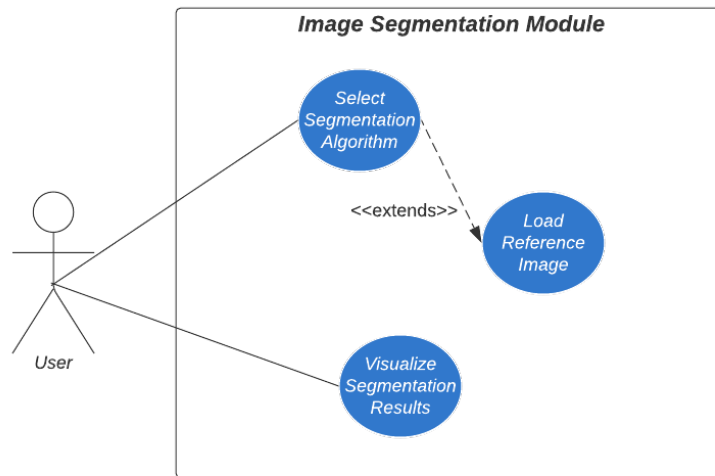 Image Segmentation Module
Select
Segmentation
Algorithm
<<extends>>
Load
Reference
Image
User
Visualize
Segmentation
Results